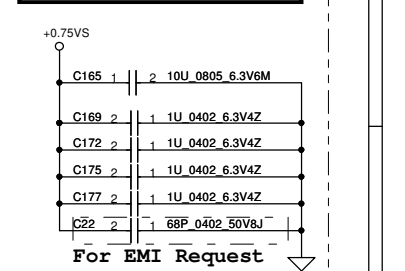 +0.75VS
C165 1 2 10U_0805_6.3V6M
C169 2 1 1U_0402_6.3V4Z
C172 2 1 1U_0402_6.3V4Z
C175 2 1 1U_0402_6.3V4Z
C177 2 1 1U_0402_6.3V4Z
C22 2 1 68P_0402_50V8J
For EMI Request